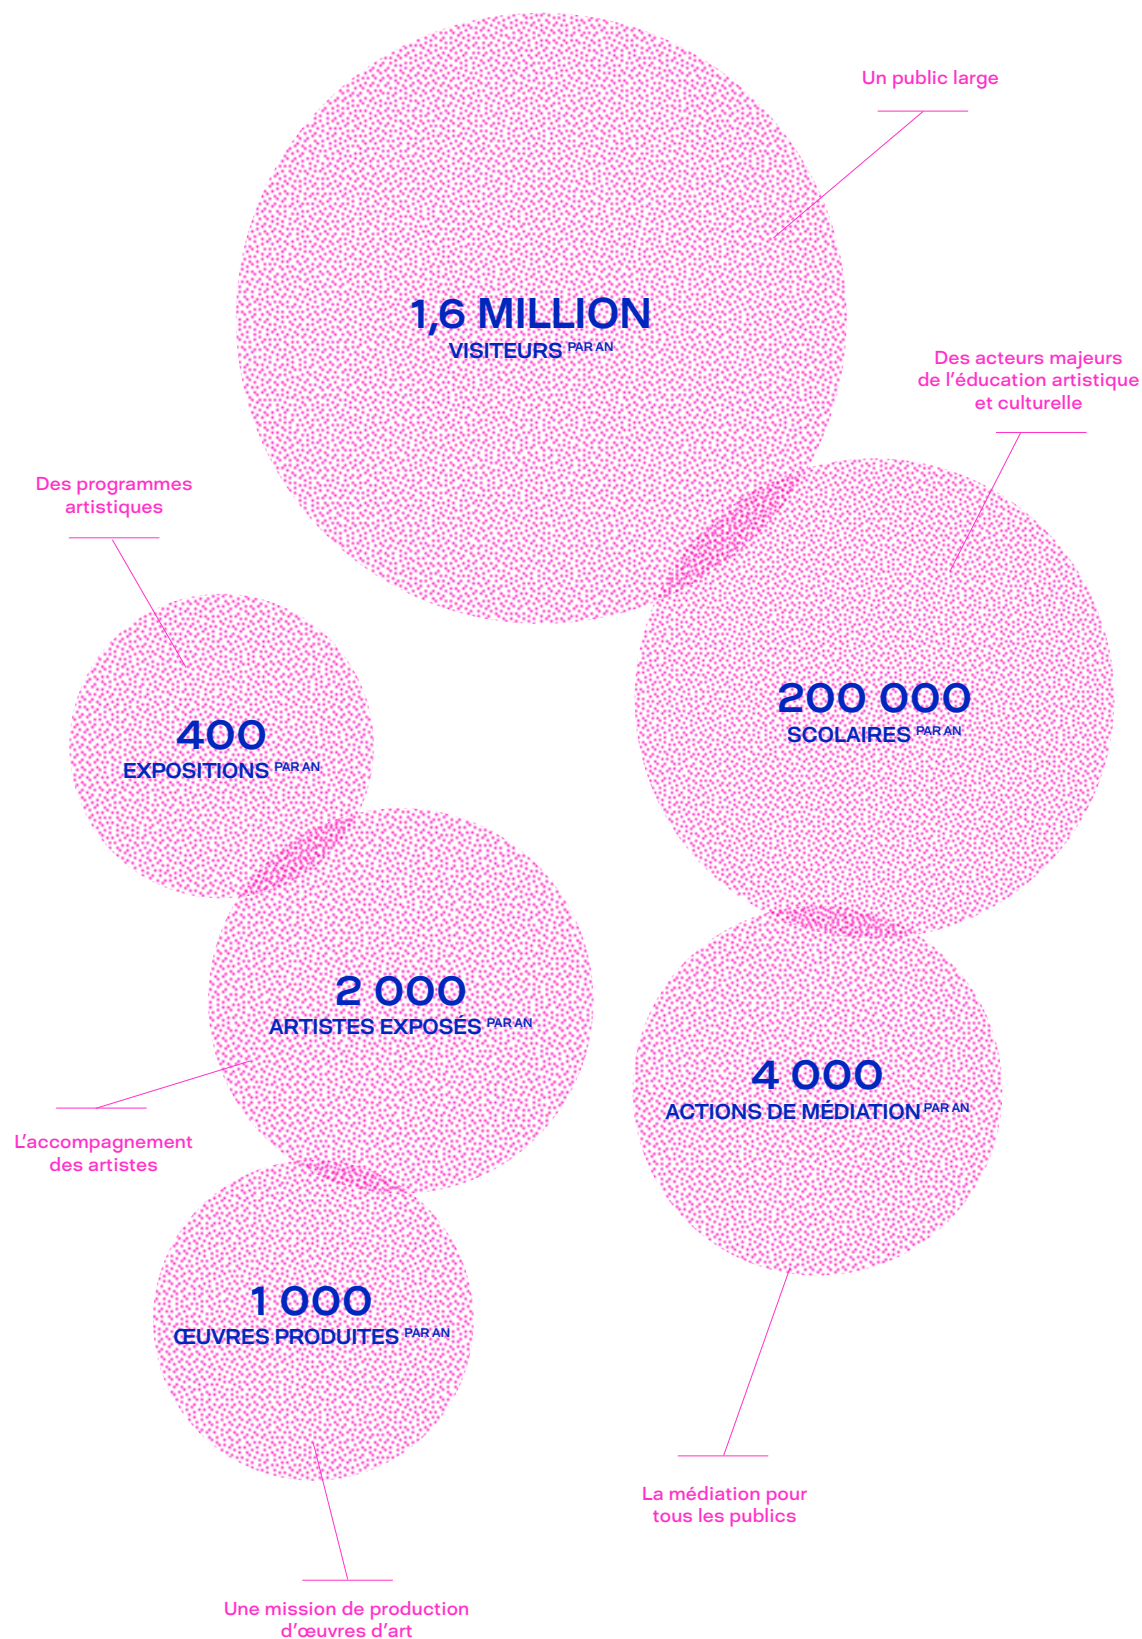 Un public large
1,6 MILLION
VISITEURS PAR AN
Des acteurs majeurs
de l’éducation artistique
et culturelle
200 000
SCOLAIRES PAR AN
Des programmes
artistiques
400
EXPOSITIONS PAR AN
2 000
ARTISTES EXPOSÉS PAR AN
L’accompagnement
des artistes
4 000
ACTIONS DE MÉDIATION PAR AN
La médiation pour
tous les publics
1 000
ŒUVRES PRODUITES PAR AN
Une mission de production
d’œuvres d’art